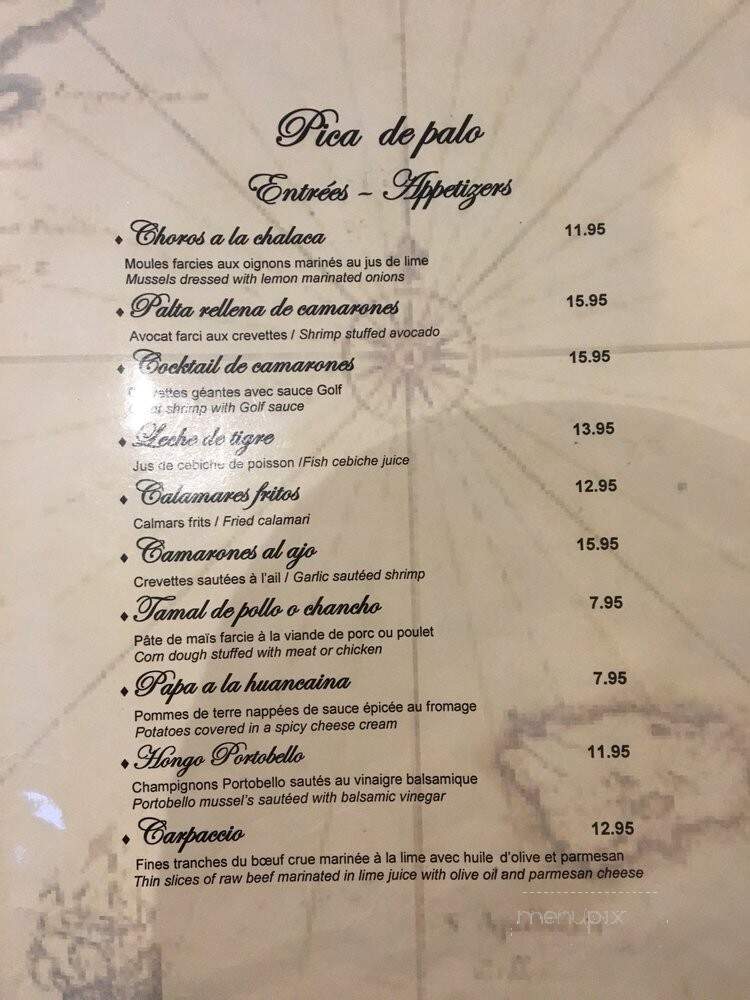 Pica de palo
Entrées ~ Appetizers
♦ Choros a la chalaca 11.95
Moules farcies aux oignons marinés au jus de lime
Mussels dressed with lemon marinated onions
♦ Palta rellena de camarones 15.95
Avocat farci aux crevettes / Shrimp stuffed avocado
♦ Cocktail de camarones 15.95
géantes avec sauce Golf
shrimp with Golf sauce
♦ Leche de tigre 13.95
Jus de cebiche de poisson /Fish cebiche juice
♦ Calamares fritos 12.95
Calmars frits / Fried calamari
♦ Camarones al ajo 15.95
Crevettes sautées à l'ail / Garlic sautéed shrimp
♦ Tamal de pollo o chancho 7.95
Pâte de maïs farcie à la viande de porc ou poulet
Corn dough stuffed with meat or chicken
♦ Papa a la huancaina 7.95
Pommes de terre nappées de sauce épicée au fromage
Potatoes covered in a spicy cheese cream
♦ Hongo Portobello 11.95
Champignons Portobello sautés au vinaigre balsamique
Portobello mussel's sautéed with balsamic vinegar
♦ Carpaccio 12.95
Fines tranches du bœuf crue marinée à la lime avec huile d'olive et parmesan
Thin slices of raw beef marinated in lime juice with olive oil and parmesan cheese
menupix